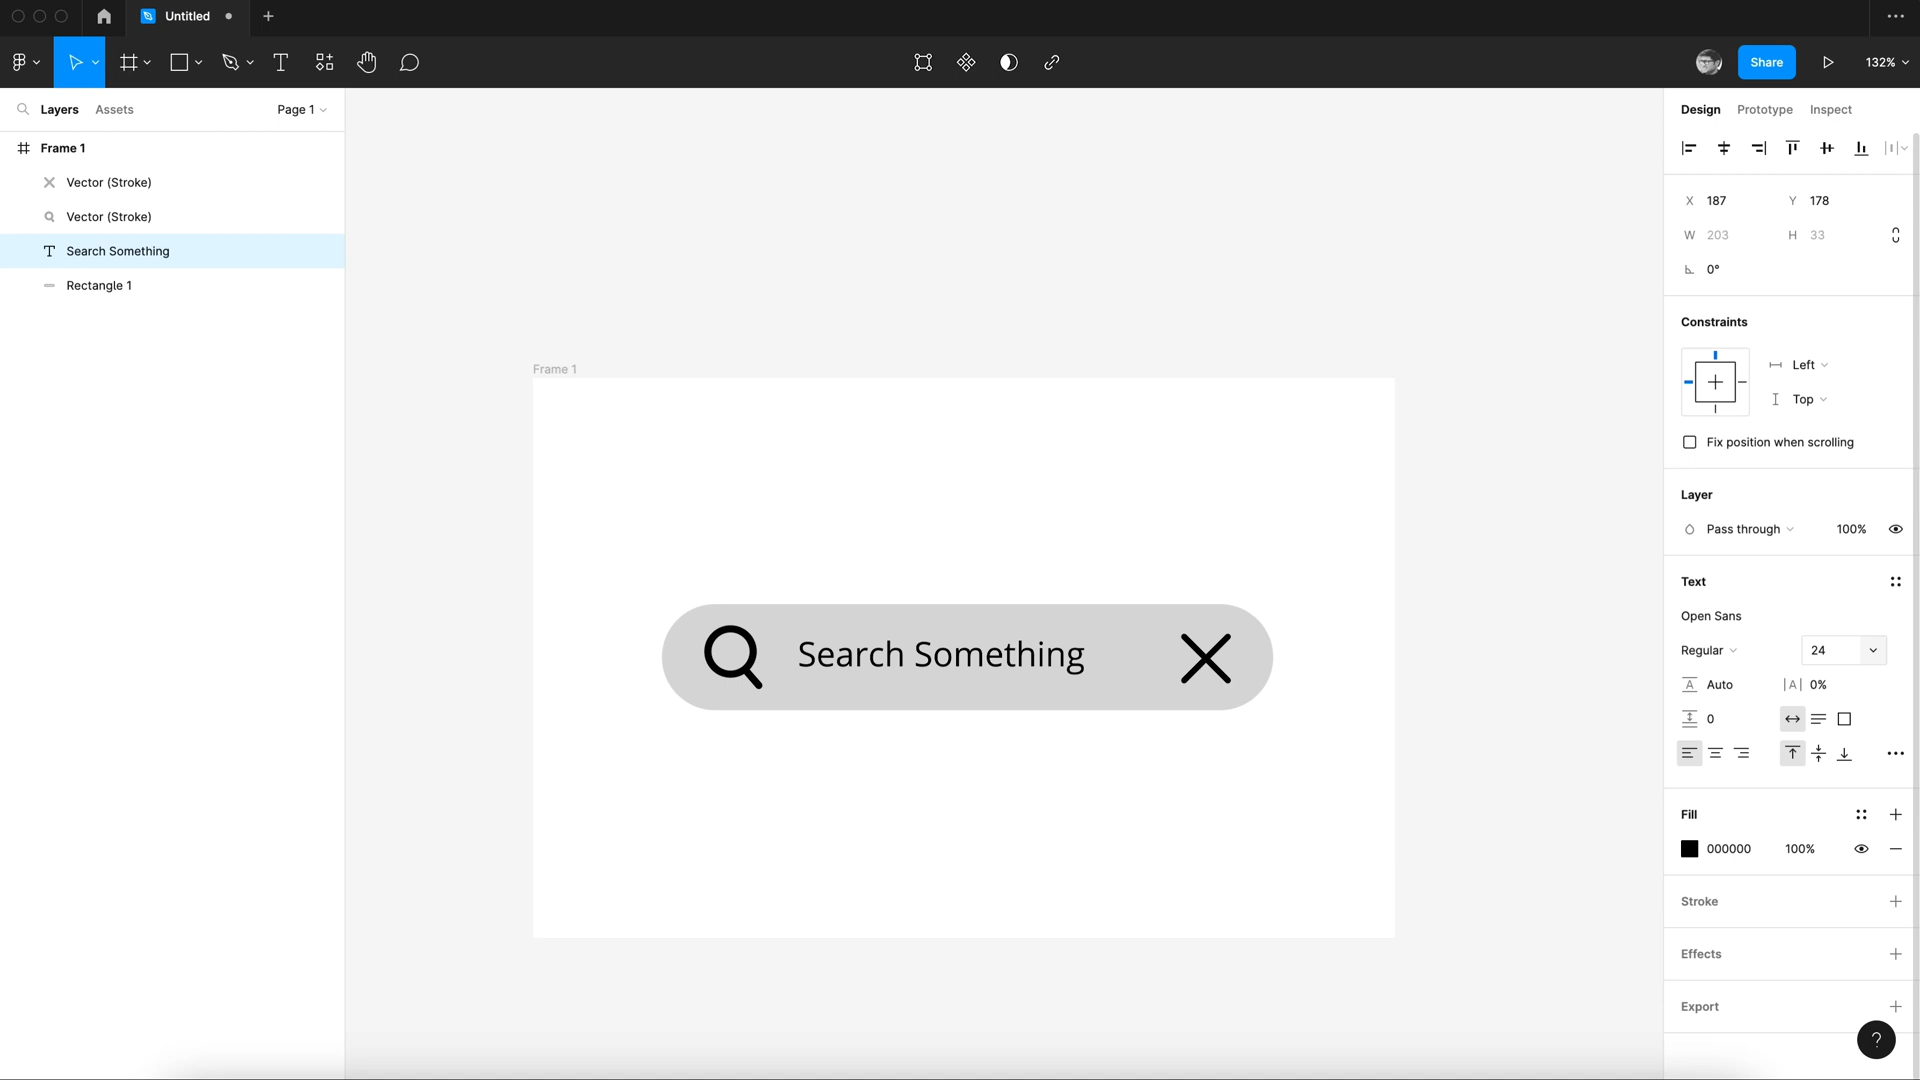 Untitled
Share
132%
Layers
Assets
Page 1
Design
Prototype
Inspect
Frame 1
Vector (Stroke)
Vector (Stroke)
Search Something
Rectangle 1
Frame 1
Search Something
X 187
Y 178
W 203
H 33
0°
Constraints
Left
Top
Fix position when scrolling
Layer
Pass through
100%
Text
Open Sans
Regular
24
A Auto
|A| 0%
0
Fill
000000
100%
Stroke
Effects
Export
?